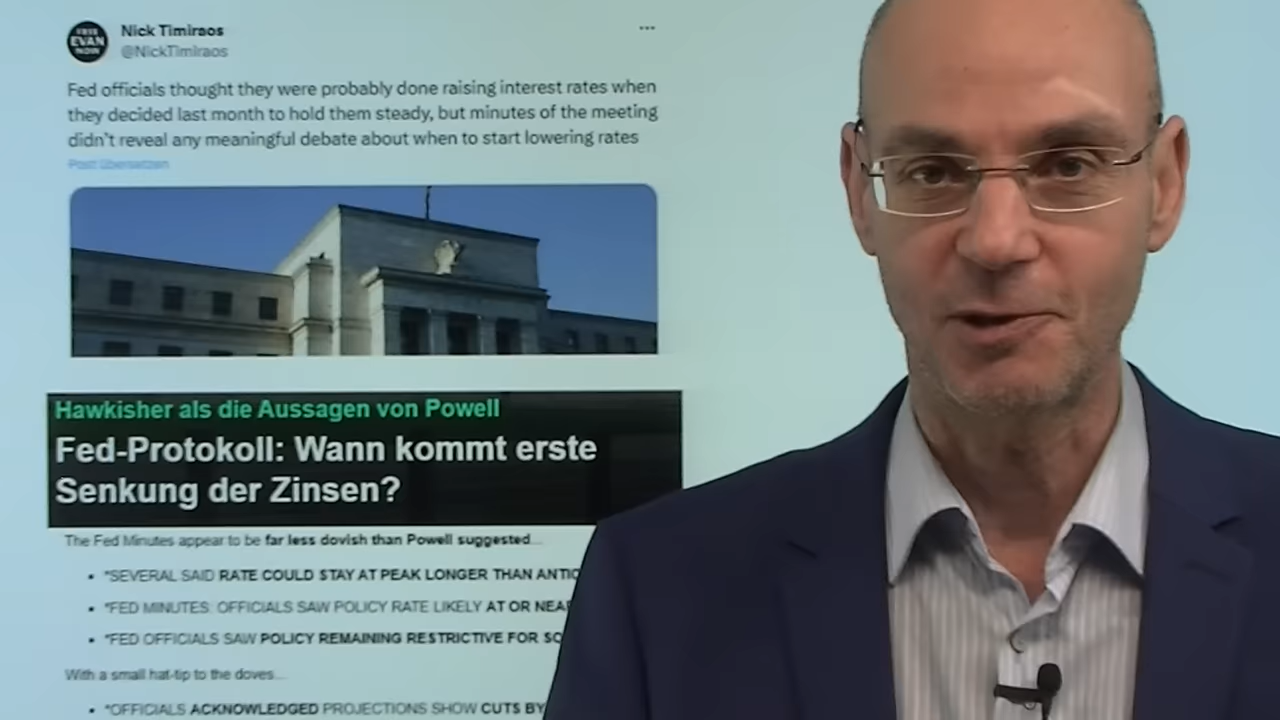 FREE
EVAN
NOW
Nick Timiraos
@NickTimiraos
Fed officials thought they were probably done raising interest rates when
they decided last month to hold them steady, but minutes of the meeting
didn't reveal any meaningful debate about when to start lowering rates
Post übersetzen
Hawkisher als die Aussagen von Powell
Fed-Protokoll: Wann kommt erste
Senkung der Zinsen?
The Fed Minutes appear to be far less dovish than Powell suggested...
• *SEVERAL SAID RATE COULD STAY AT PEAK LONGER THAN
• *FED MINUTES: OFFICIALS SAW POLICY RATE LIKELY AT OR
• *FED OFFICIALS SAW POLICY REMAINING RESTRICTIVE FOR
With a small hat-tip to the doves...
• *OFFICIALS ACKNOWLEDGED PROJECTIONS SHOW CUTS BY